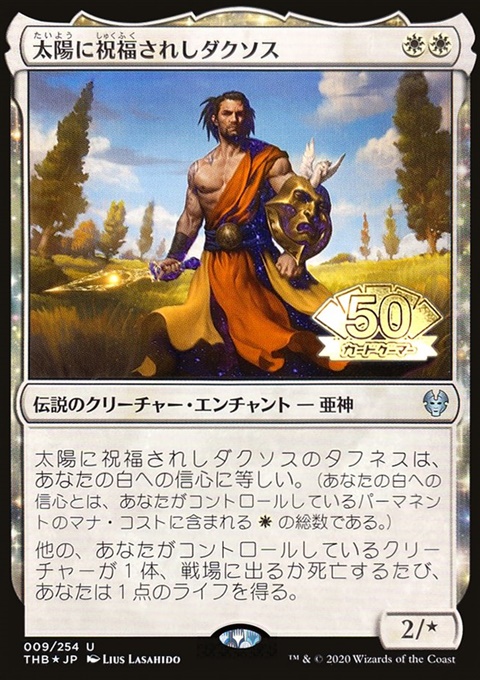 太陽に祝福されしダクソス
たいよう しゅくふく
50
カードゲーマー
伝説のクリーチャー・エンチャント — 亜神
太陽に祝福されしダクソスのタフネスは、
あなたの白への信心に等しい。（あなたの白への
信心とは、あなたがコントロールしているパーマネン
トのマナ・コストに含まれる の総数である。）
他の、あなたがコントロールしているクリー
チャーが１体、戦場に出るか死亡するたび、
あなたは１点のライフを得る。
2/★
009/254 U
THB★JP Lius Lasahido
™ & © 2020 Wizards of the Coast